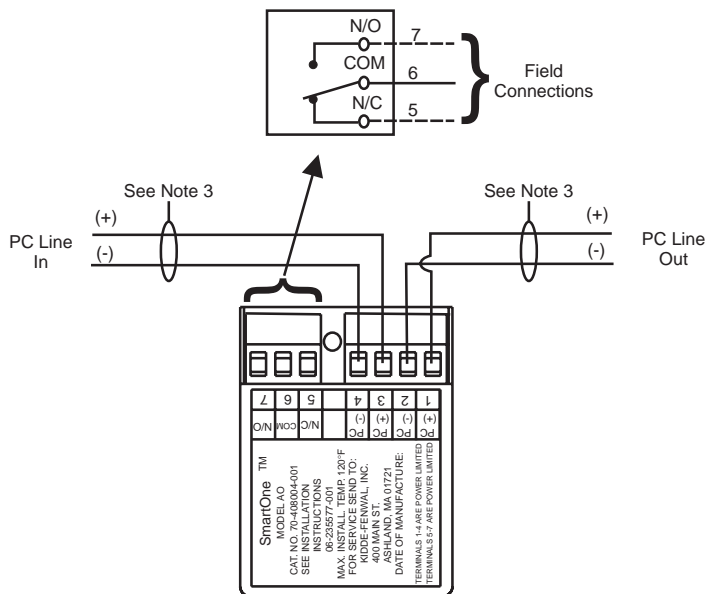 N/O
7
COM
6
N/C
5
Field
Connections
See Note 3
See Note 3
(+)
(+)
PC Line
In
(-)
(-)
PC Line
Out
7
6
5
4
3
2
1
N/O
COM
N/C
PC
(-)
PC
(+)
PC
(-)
PC
(+)
SmartOne TM
MODEL AO
CAT. NO. 70-408004-001
SEE INSTALLATION
INSTRUCTIONS
06-235577-001
MAX. INSTALL. TEMP. 120°F
FOR SERVICE SEND TO:
KIDDE-FENWAL, INC.
400 MAIN ST.
ASHLAND, MA 01721
DATE OF MANUFACTURE:
TERMINALS 1-4 ARE POWER LIMITED
TERMINALS 5-7 ARE POWER LIMITED